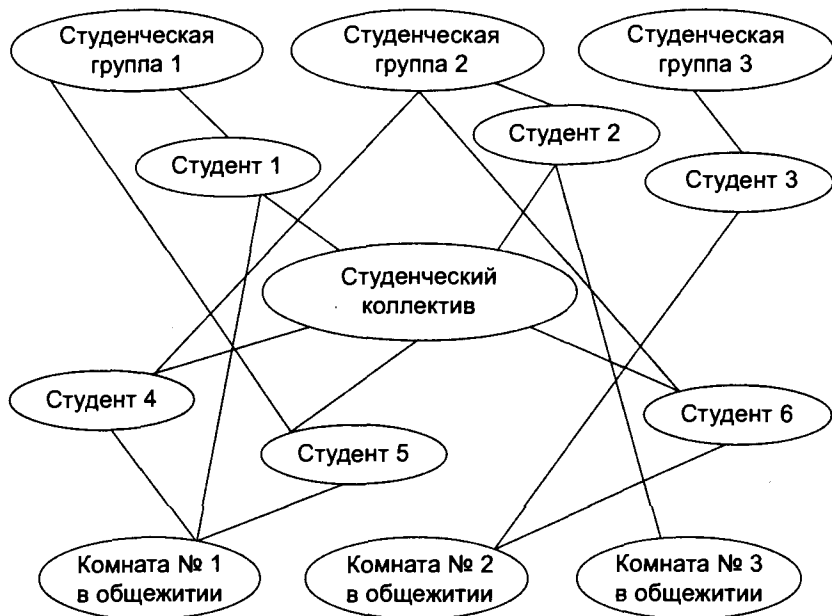 Студенческая
группа 1
Студенческая
группа 2
Студенческая
группа 3
Студент 1
Студент 2
Студент 3
Студенческий
коллектив
Студент 4
Студент 5
Студент 6
Комната № 1
в общежитии
Комната № 2
в общежитии
Комната № 3
в общежитии